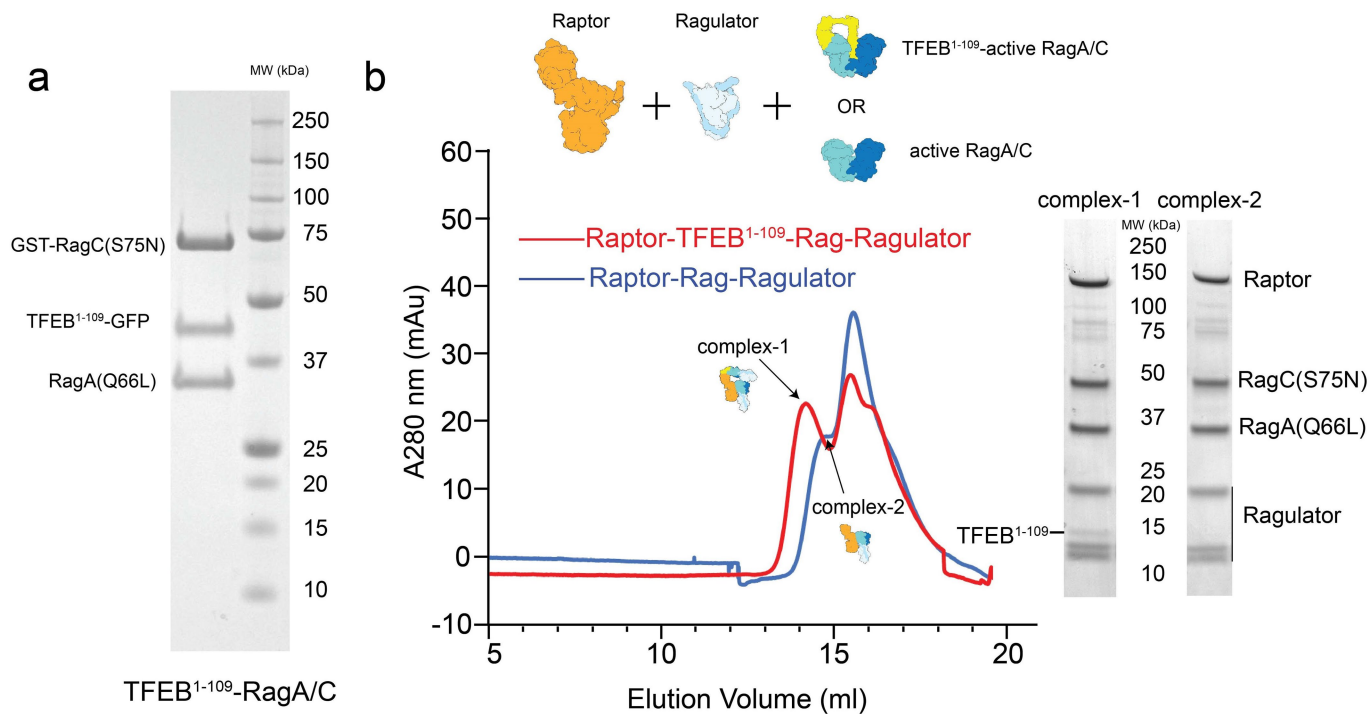 a
MW (kDa)
250
150
100
75
50
37
25
20
15
10
GST-RagC(S75N)
TFEB¹⁻¹⁰⁹-GFP
RagA(Q66L)
TFEB¹⁻¹⁰⁹-RagA/C
b
Raptor
Ragulator
+
+
TFEB¹⁻¹⁰⁹-active RagA/C
OR
active RagA/C
60
50
40
30
20
10
0
-10
A280 nm (mAu)
5
10
15
20
Elution Volume (ml)
Raptor-TFEB¹⁻¹⁰⁹-Rag-Ragulator
Raptor-Rag-Ragulator
complex-1
complex-2
complex-1 complex-2
MW (kDa)
250
150
100
75
50
37
25
20
15
10
Raptor
RagC(S75N)
RagA(Q66L)
Ragulator
TFEB¹⁻¹⁰⁹